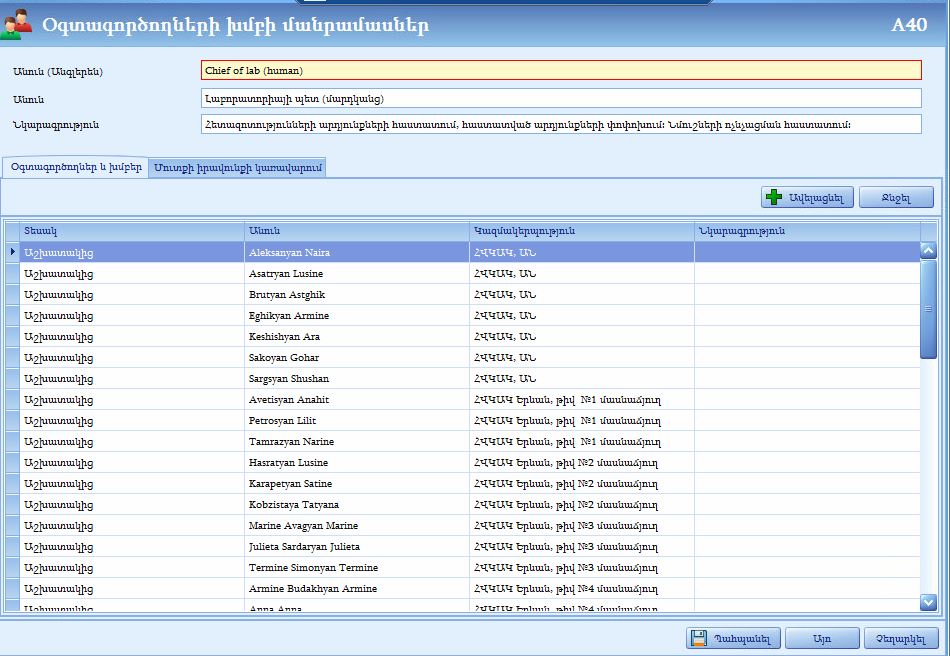 Օգտագործողների խմբի մանրամասներ A40
Անուն (Անգլերեն) Chief of lab (human)
Անուն Լաբորատորիայի պետ (մարդկանց)
Նկարագրություն Հետազոտությունների արդյունքների հաստատում, հաստատված արդյունքների փոփոխում: Նմուշների ոչնչացման հաստատում:
Օգտագործողներ և խմբեր Մուտքի իրավունքի կառավարում
Ավելացնել Ջնջել
Տեսակ Անուն Կազմակերպություն Նկարագրություն
Աշխատակից Aleksanyan Naira ՀՎԿԱԿ, ԱՆ
Աշխատակից Asatryan Lusine ՀՎԿԱԿ, ԱՆ
Աշխատակից Brutyan Astghik ՀՎԿԱԿ, ԱՆ
Աշխատակից Eghikyan Armine ՀՎԿԱԿ, ԱՆ
Աշխատակից Keshishyan Ara ՀՎԿԱԿ, ԱՆ
Աշխատակից Sakoyan Gohar ՀՎԿԱԿ, ԱՆ
Աշխատակից Sargsyan Shushan ՀՎԿԱԿ, ԱՆ
Աշխատակից Avetisyan Anahit ՀՎԿԱԿ Երևան, թիվ №1 մասնաճյուղ
Աշխատակից Petrosyan Lilit ՀՎԿԱԿ Երևան, թիվ №1 մասնաճյուղ
Աշխատակից Tamrazyan Narine ՀՎԿԱԿ Երևան, թիվ №1 մասնաճյուղ
Աշխատակից Hasratyan Lusine ՀՎԿԱԿ Երևան, թիվ №2 մասնաճյուղ
Աշխատակից Karapetyan Satine ՀՎԿԱԿ Երևան, թիվ №2 մասնաճյուղ
Աշխատակից Kobzistaya Tatyana ՀՎԿԱԿ Երևան, թիվ №2 մասնաճյուղ
Աշխատակից Marine Avagyan Marine ՀՎԿԱԿ Երևան, թիվ №3 մասնաճյուղ
Աշխատակից Julieta Sardaryan Julieta ՀՎԿԱԿ Երևան, թիվ №3 մասնաճյուղ
Աշխատակից Termine Simonyan Termine ՀՎԿԱԿ Երևան, թիվ №3 մասնաճյուղ
Աշխատակից Armine Budakhyan Armine ՀՎԿԱԿ Երևան, թիվ №4 մասնաճյուղ
Աշխատակից Anna Anna ՀՎԿԱԿ Երևան, թիվ №4 մասնաճյուղ
Պահպանել Այո Չեղարկել